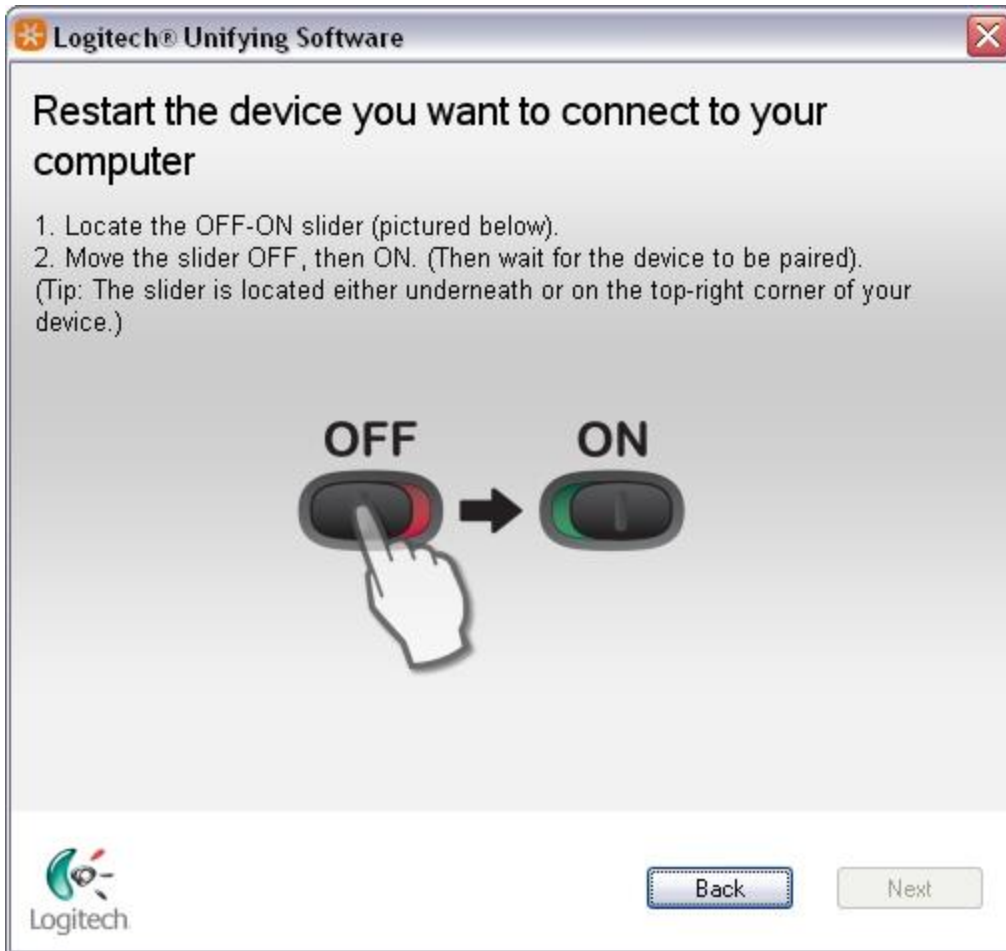 Logitech® Unifying Software
Restart the device you want to connect to your
computer
1. Locate the OFF-ON slider (pictured below).
2. Move the slider OFF, then ON. (Then wait for the device to be paired).
(Tip: The slider is located either underneath or on the top-right corner of your
device.)
OFF ON
Logitech
Back Next